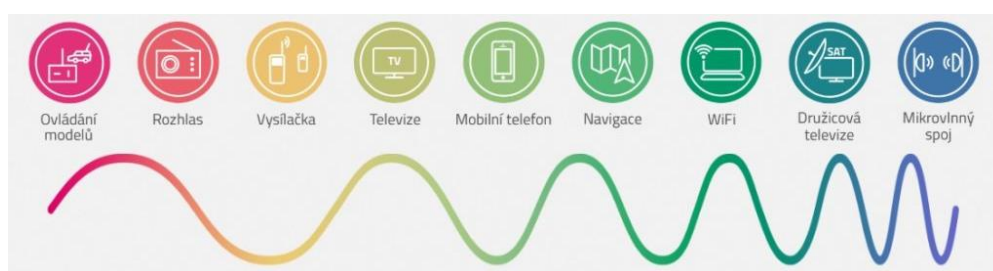 TV
SAT
Ovládání
modelů
Rozhlas
Vysílačka
Televize
Mobilní telefon
Navigace
WiFi
Družicová
televize
Mikrovlnný
spoj